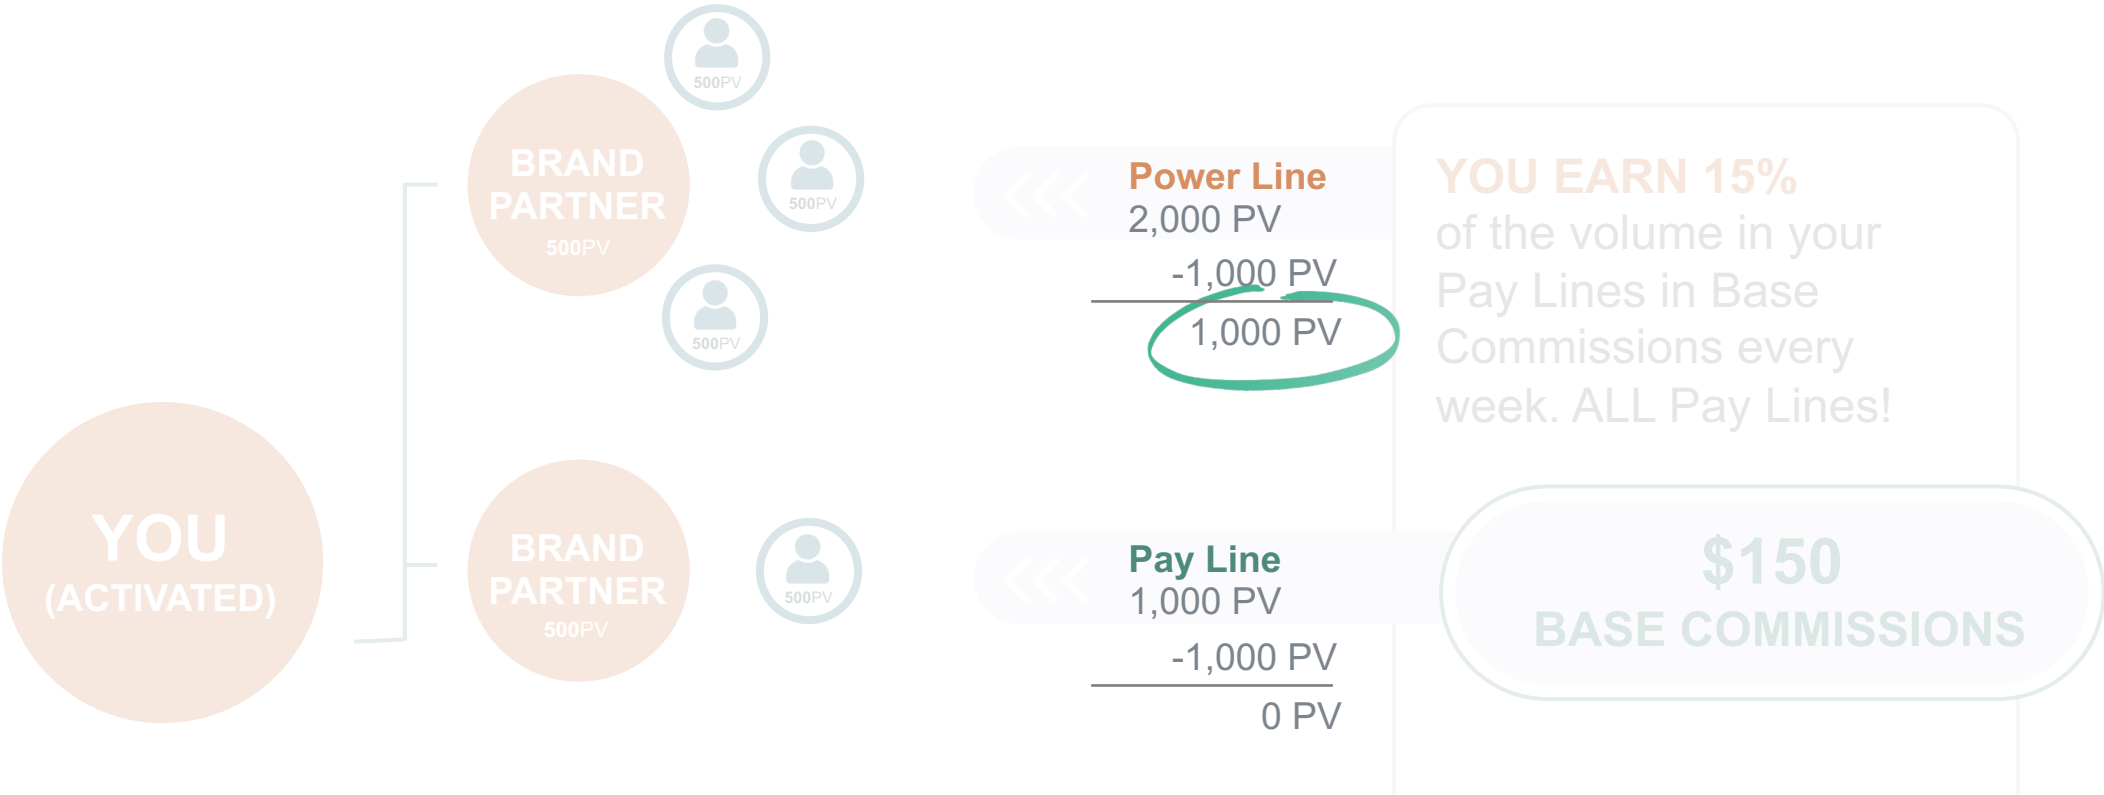 500PV
500PV
BRAND
PARTNER
500PV
500PV
YOU
(ACTIVATED)
BRAND
PARTNER
500PV
500PV
Power Line
2,000 PV
-1,000 PV
1,000 PV
Pay Line
1,000 PV
-1,000 PV
0 PV
YOU EARN 15%
of the volume in your
Pay Lines in Base
Commissions every
week. ALL Pay Lines!
$150
BASE COMMISSIONS